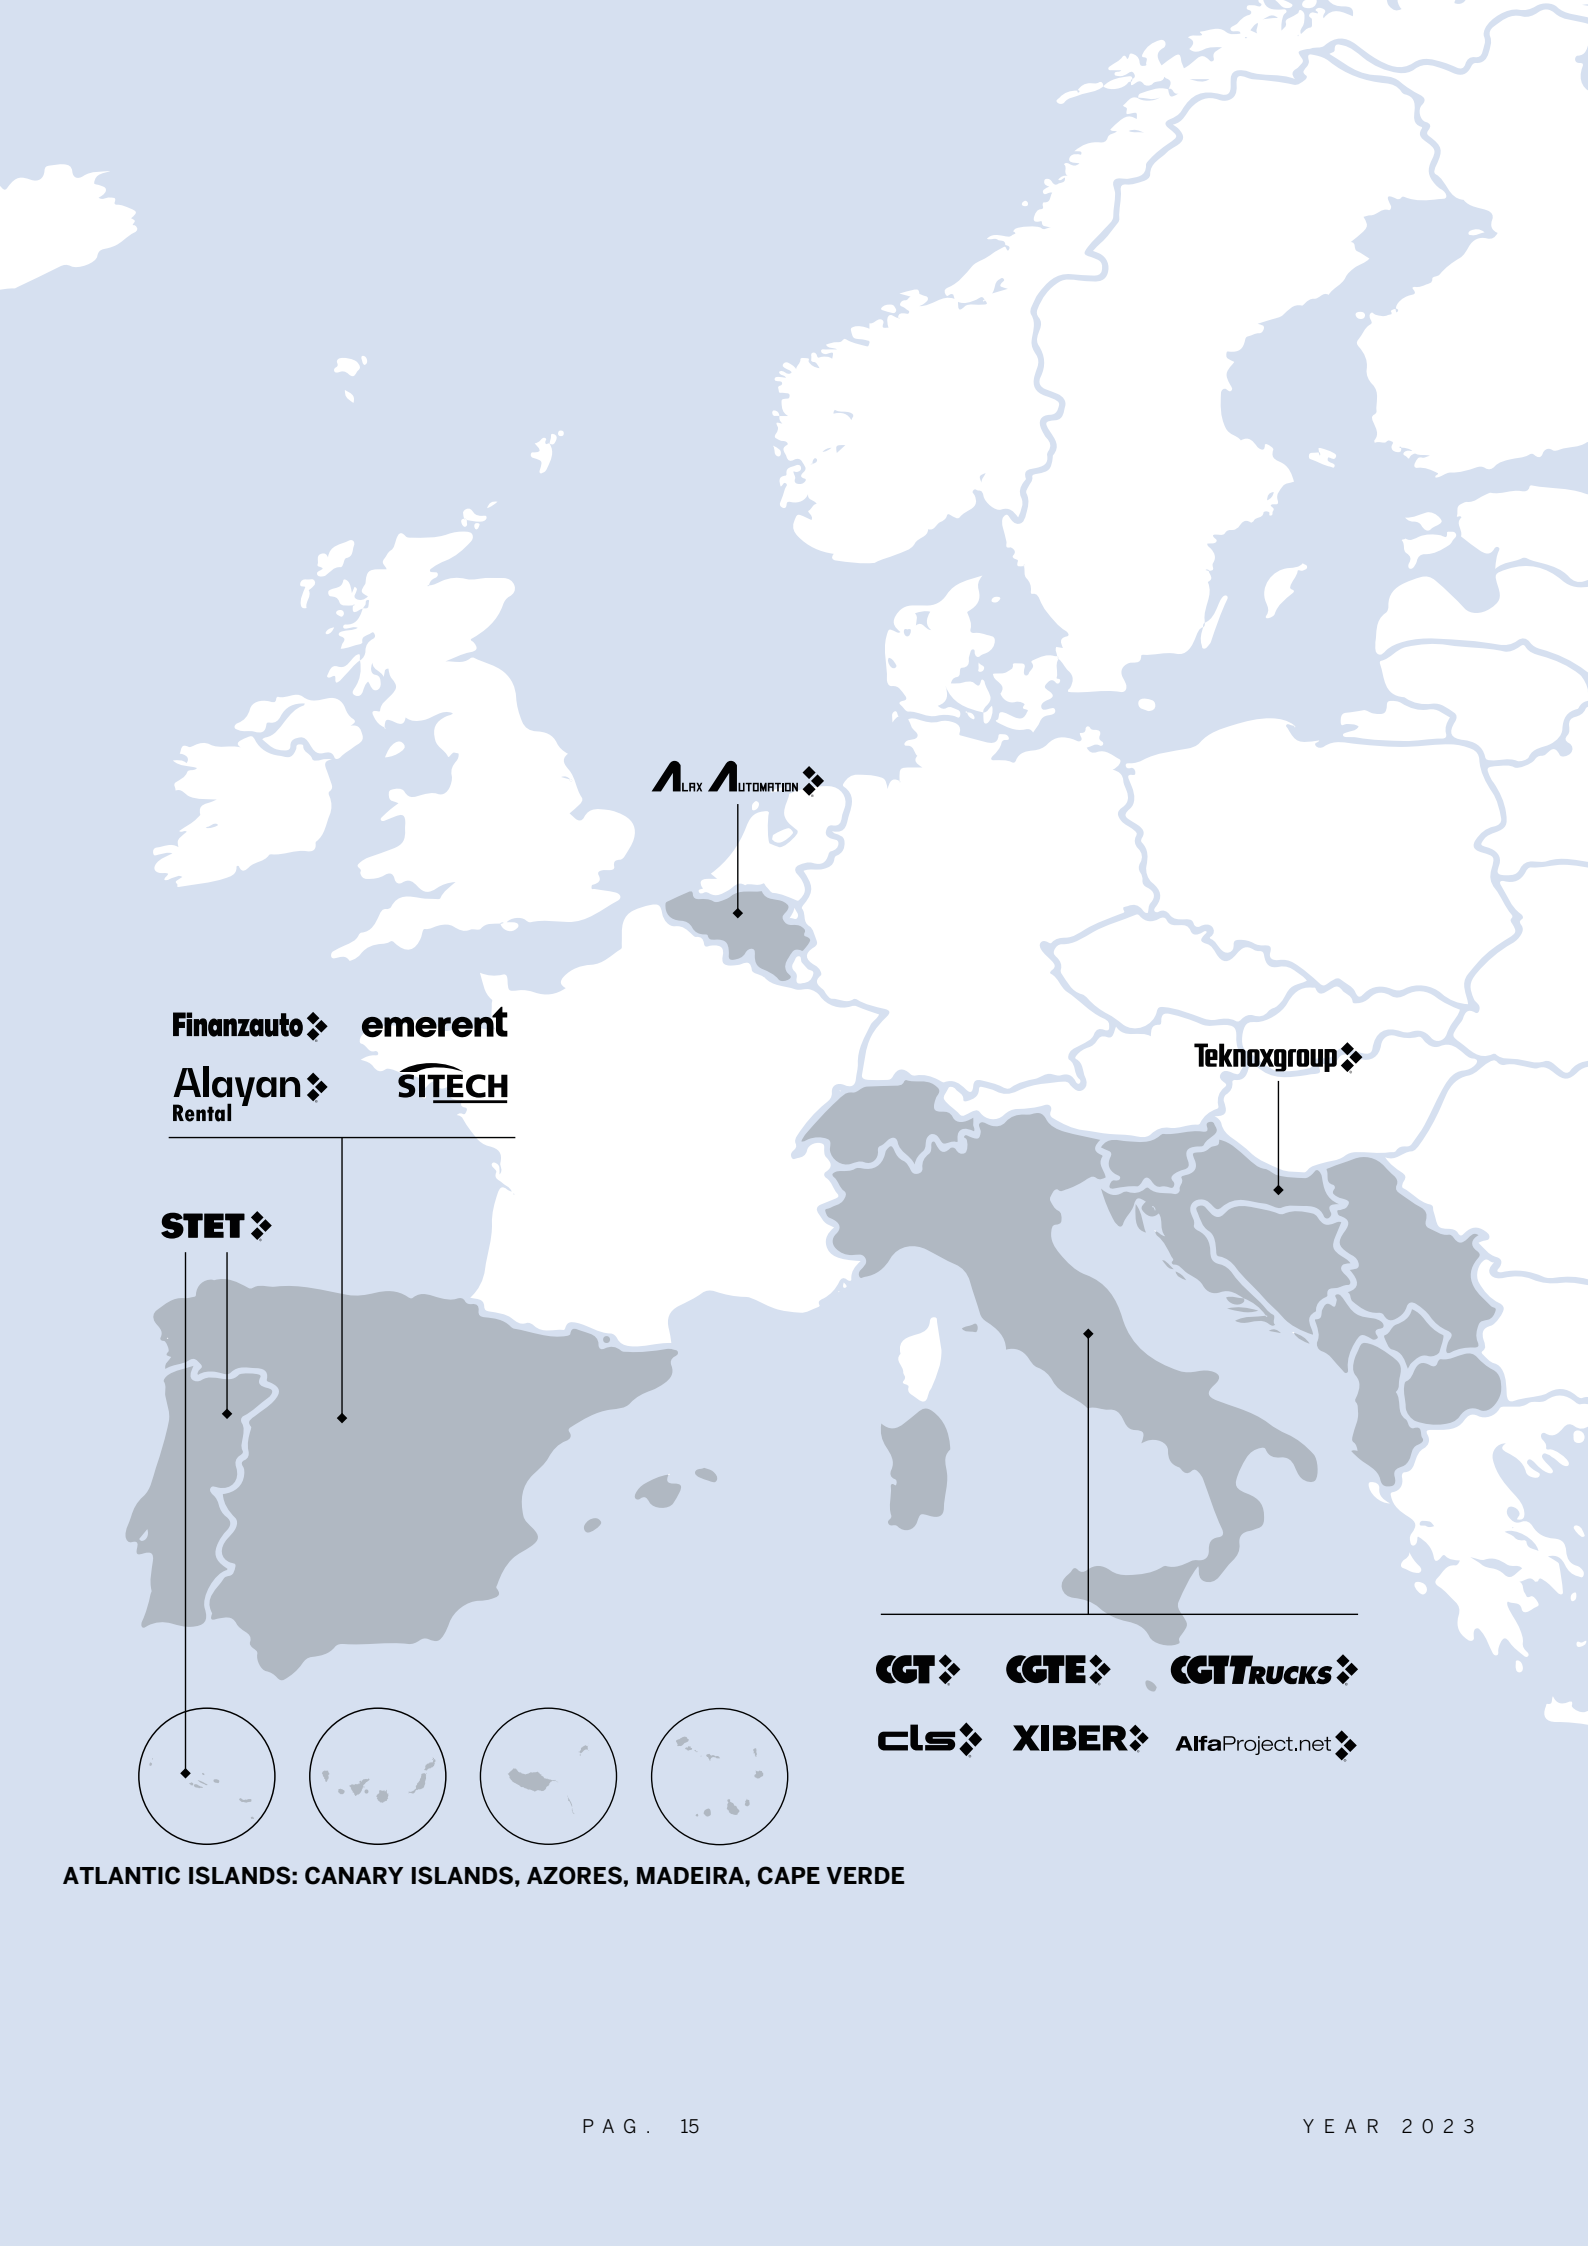 ALAX AUTOMATION
Finanzauto
emerent
Alayan
Rental
SITECH
Teknoxgroup
STET
CGT
CGTE
CGTTRUCKS
cls
XIBER
AlfaProject.net
ATLANTIC ISLANDS: CANARY ISLANDS, AZORES, MADEIRA, CAPE VERDE
PAG. 15
YEAR 2023